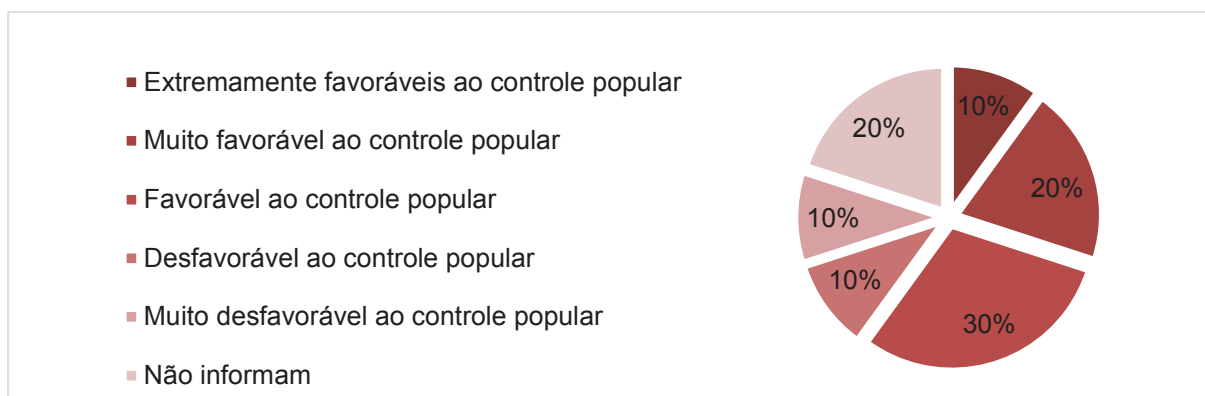 Extremamente favoráveis ao controle popular
Muito favorável ao controle popular
Favorável ao controle popular
Desfavorável ao controle popular
Muito desfavorável ao controle popular
Não informam
10%
20%
30%
10%
10%
20%